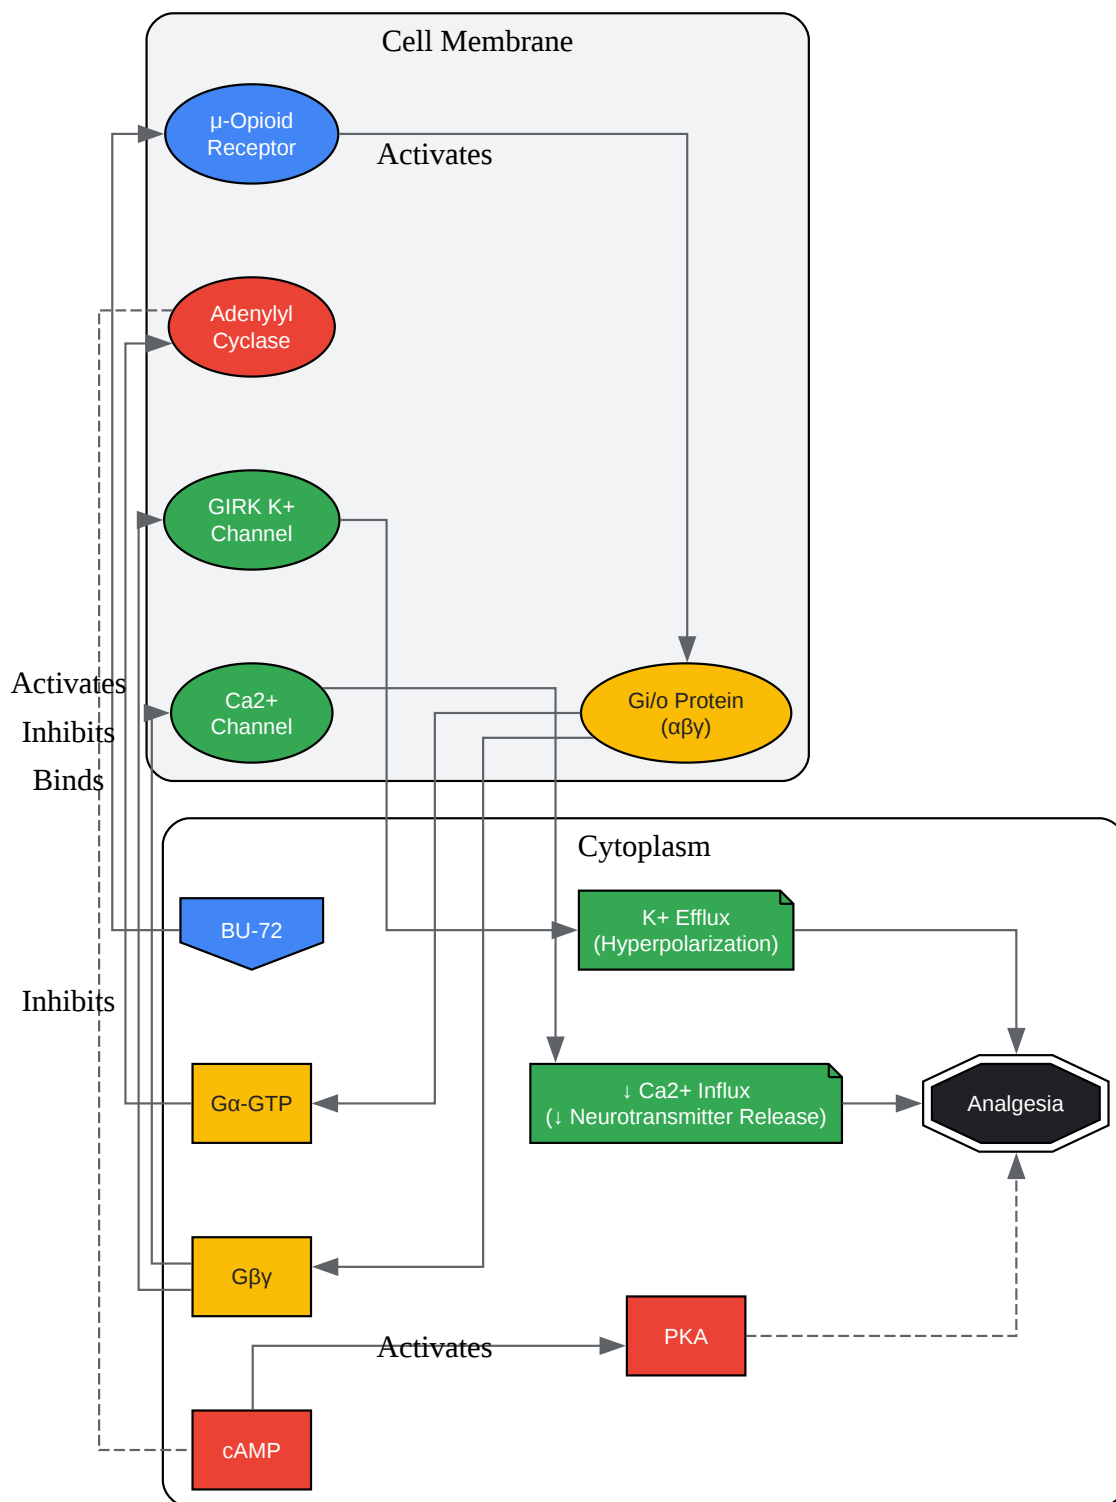 Cell Membrane
μ-Opioid
Receptor
Activates
Adenylyl
Cyclase
GIRK K+
Channel
Ca2+
Channel
Gi/o Protein
(αβγ)
Activates
Inhibits
Binds
Cytoplasm
BU-72
K+ Efflux
(Hyperpolarization)
Inhibits
Gα-GTP
↓ Ca2+ Influx
(↓ Neurotransmitter Release)
Analgesia
Gβγ
PKA
Activates
cAMP